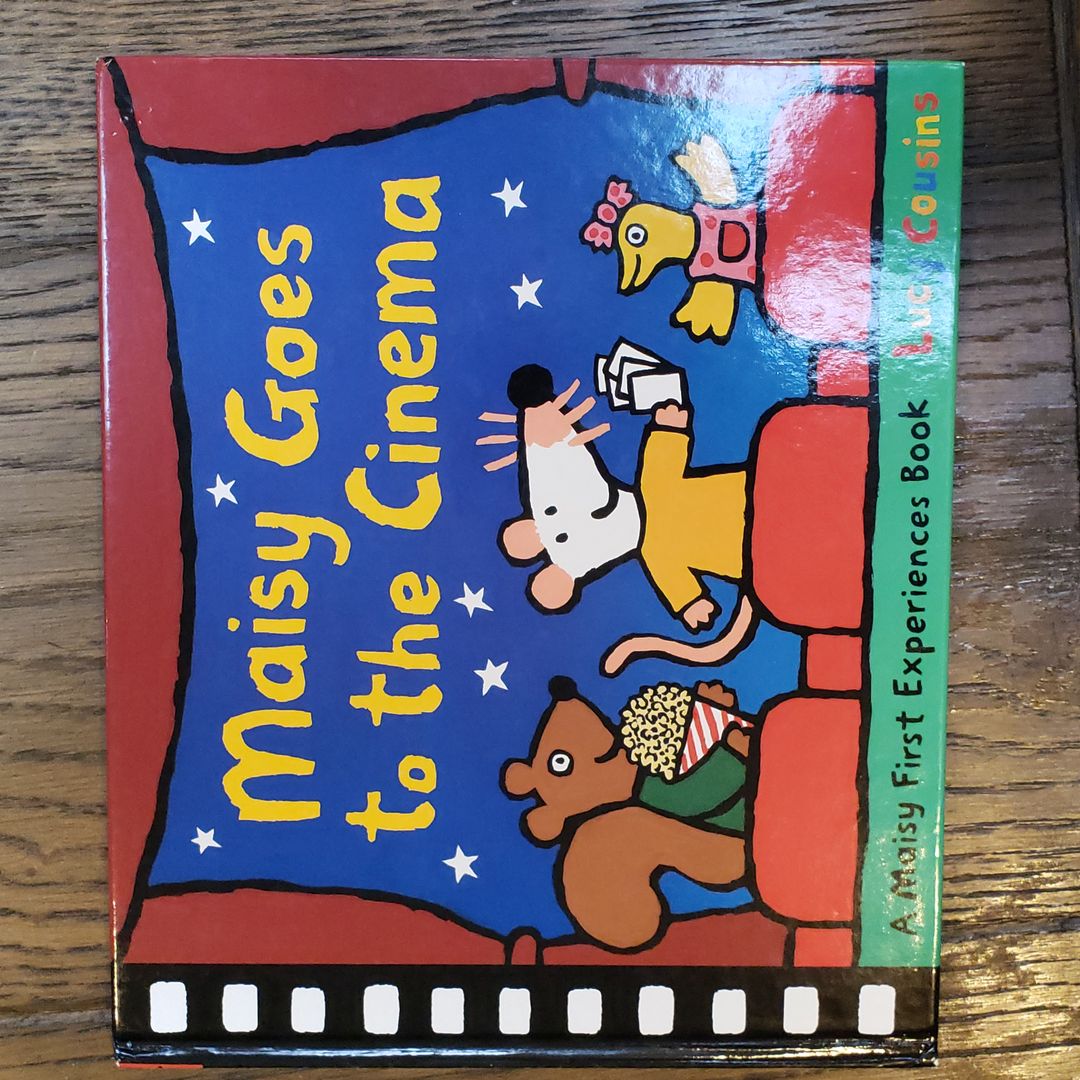 Maisy Goes
to the Cinema
A Maisy First Experiences Book Lucy Cousins